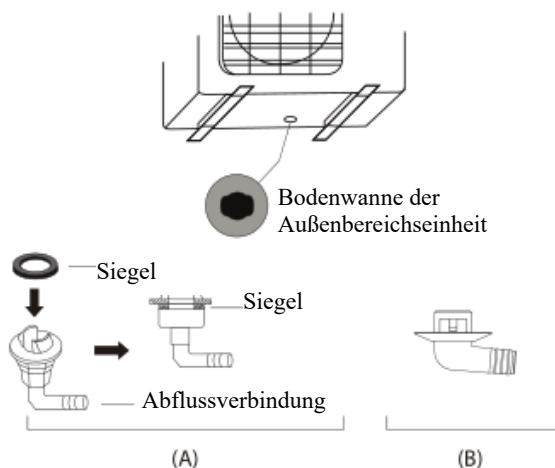 Bodenwanne der
Außenbereichseinheit
Siegel
Siegel
Abflussverbindung
(A)
(B)